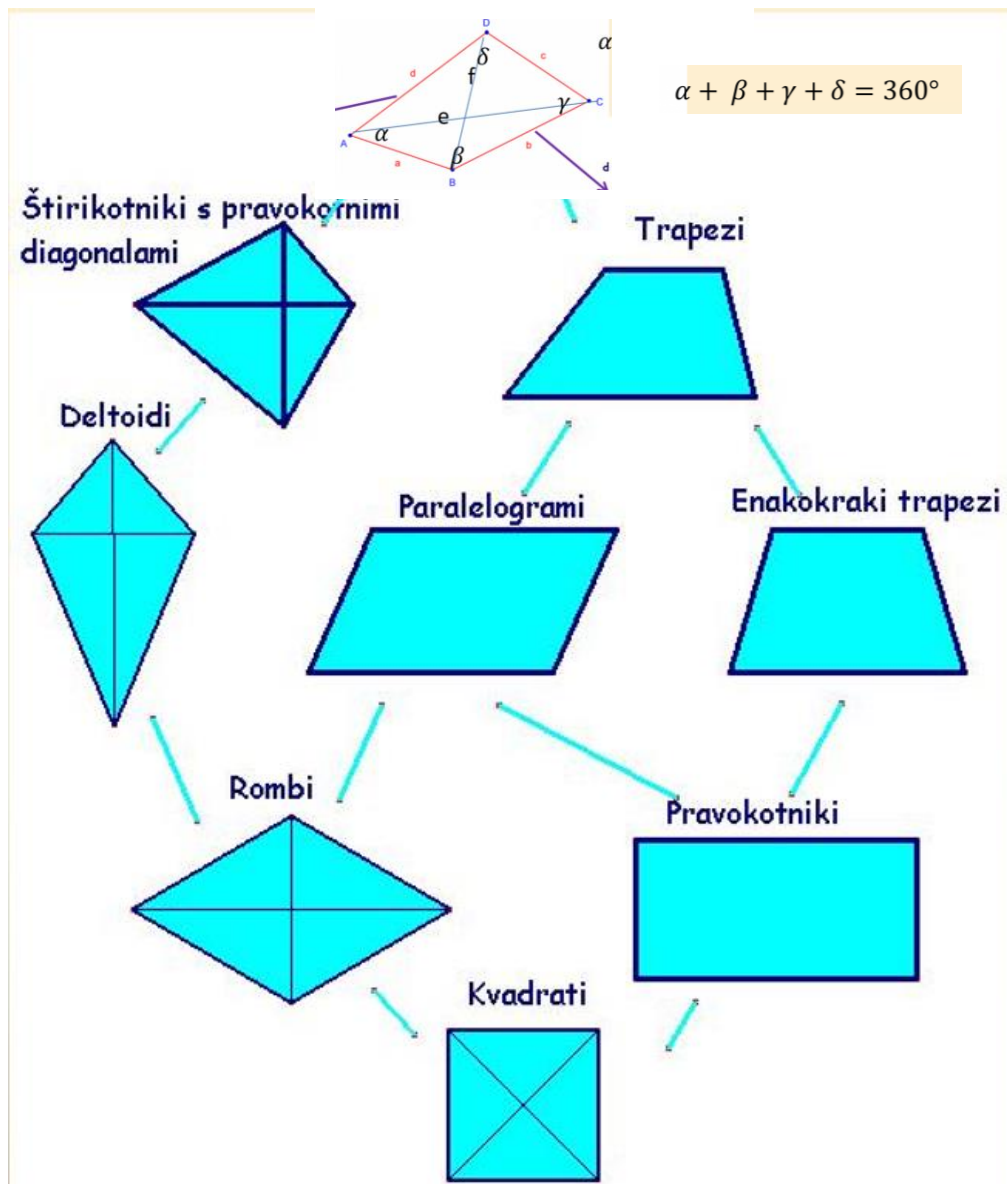 D
δ
α
d
c
f
α + β + γ + δ = 360°
e
γ
C
A
α
a
β
b
B
d
Štirikotniki s pravokotnimi
diagonalami
Trapezi
Deltoidi
Paralelogrami
Enakokraki trapezi
Rombi
Pravokotniki
Kvadrati